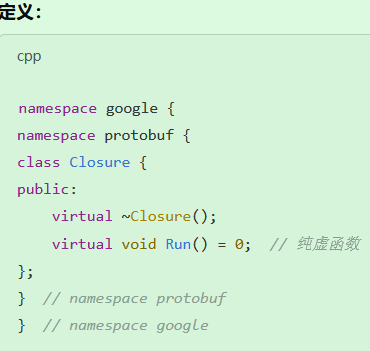 定义：
cpp
namespace google {
namespace protobuf {
class Closure {
public:
    virtual ~Closure();
    virtual void Run() = 0;  // 纯虚函数
};
}  // namespace protobuf
}  // namespace google